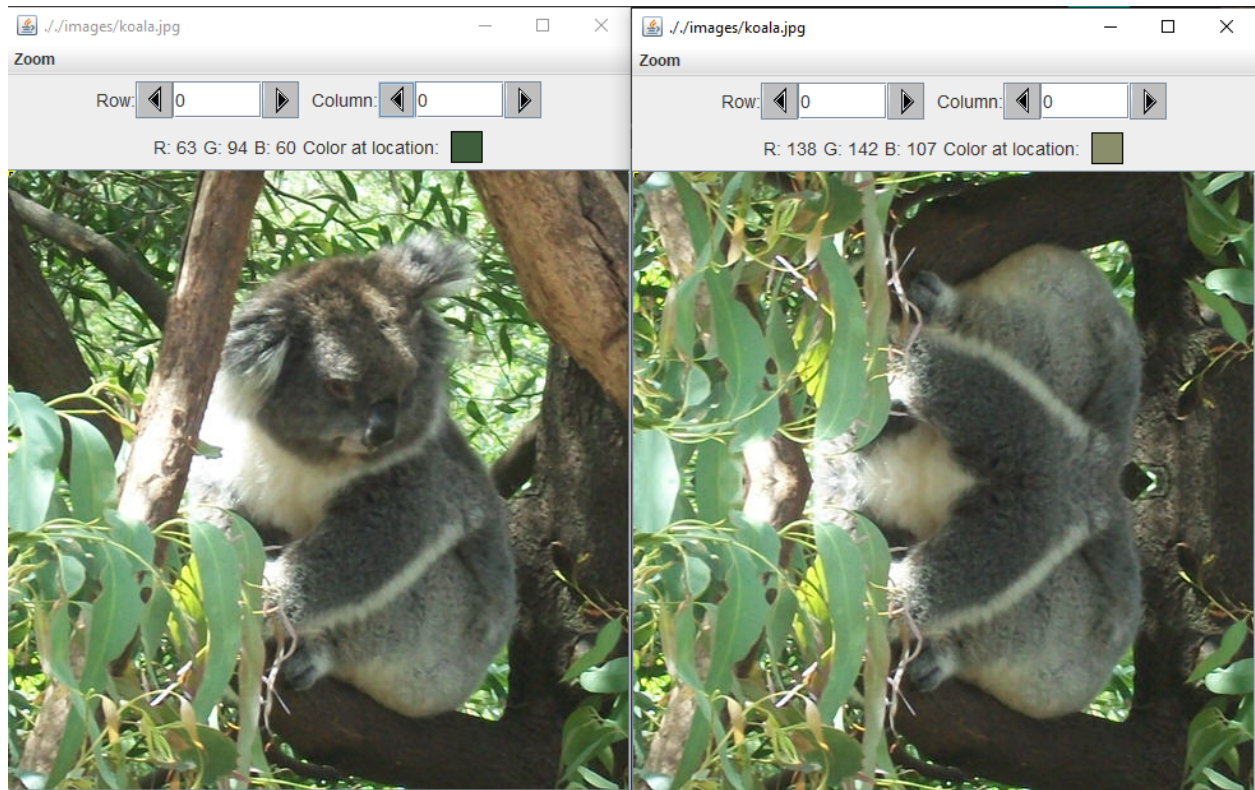 ././images/koala.jpg
Zoom
Row: 0 Column: 0
R: 63 G: 94 B: 60 Color at location:
././images/koala.jpg
Zoom
Row: 0 Column: 0
R: 138 G: 142 B: 107 Color at location: